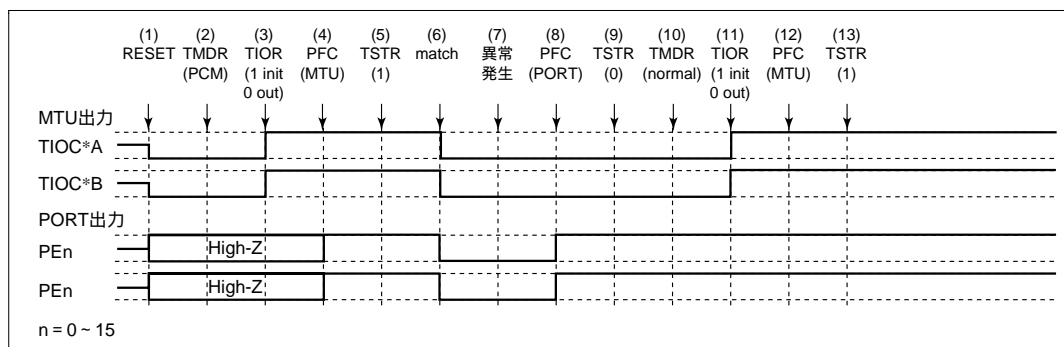 (1) (2) (3) (4) (5) (6) (7) (8) (9) (10) (11) (12) (13)
RESET TMDR TIOR PFC TSTR match 異常 PFC TSTR TMDR TIOR PFC TSTR
(PCM) (1 init (MTU) (1) 発生 (PORT) (0) (normal) (1 init (MTU) (1)
0 out) 0 out)
MTU出力
TIOC*A
TIOC*B
PORT出力
PEn High-Z
PEn High-Z
n = 0 ~ 15